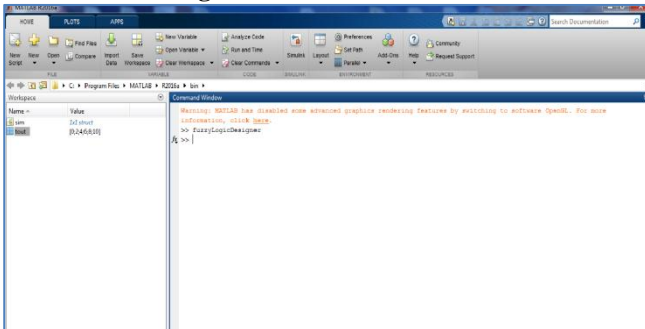 MATLAB R2016a
HOME PLOTS APPS
Search Documentation
New Script
New
Open
Find Files
Compare
Import Data
Save Workspace
New Variable
Open Variable
Clear Workspace
Analyze Code
Run and Time
Clear Commands
Simulink
Layout
Preferences
Set Path
Parallel
Add-Ons
Help
Community
Request Support
FILE VARIABLE CODE SIMULINK ENVIRONMENT RESOURCES
C: Program Files MATLAB R2016a bin
Workspace
Name Value
sim 1x1 struct
tout [0;2;4;6;8;10]
Command Window
Warning: MATLAB has disabled some advanced graphics rendering features by switching to software OpenGL. For more
information, click here.
>> fuzzyLogicDesigner
fx >>